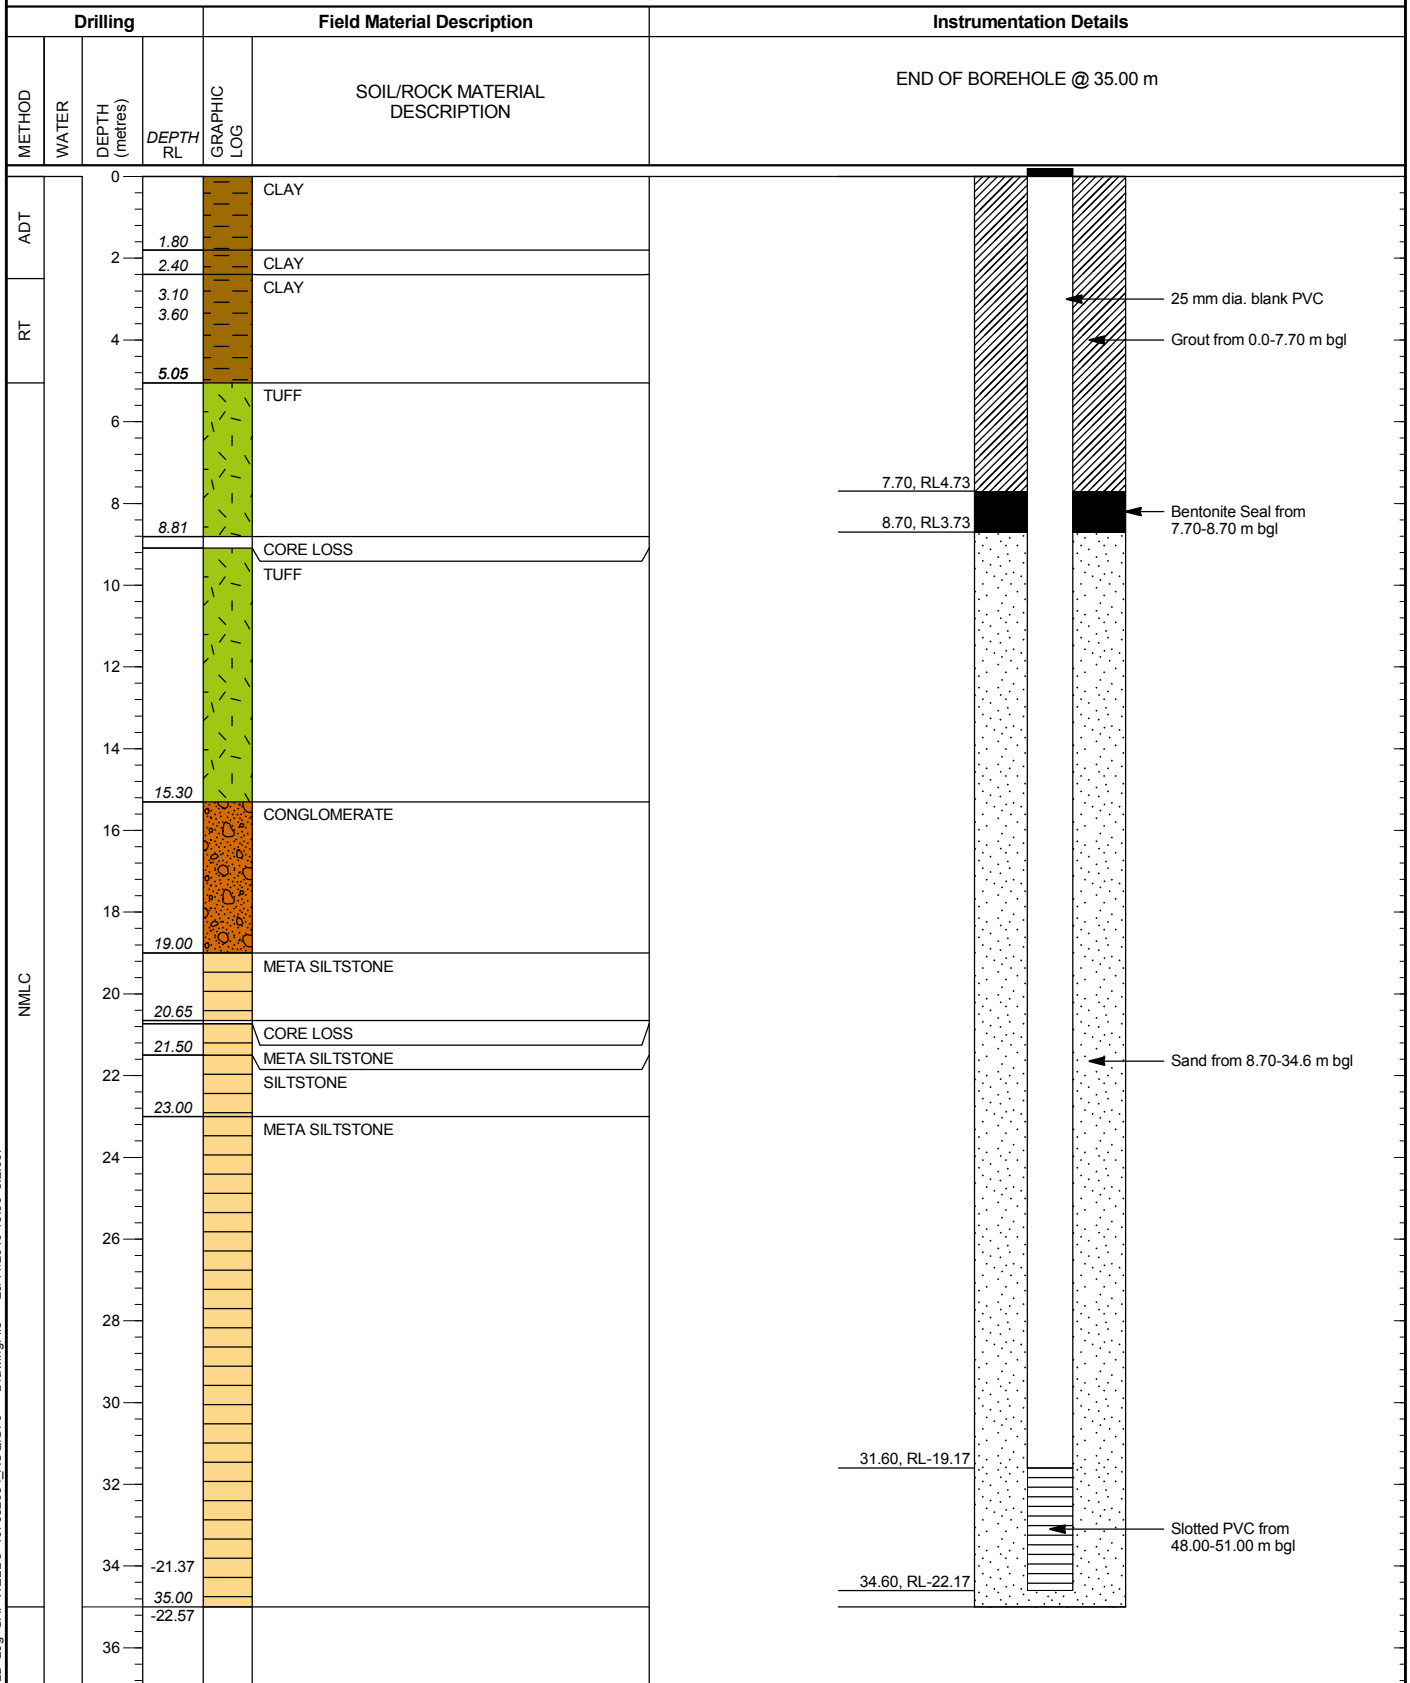 Drilling
Field Material Description
Instrumentation Details
METHOD
WATER
DEPTH
(metres)
DEPTH
RL
GRAPHIC
LOG
SOIL/ROCK MATERIAL
DESCRIPTION
END OF BOREHOLE @ 35.00 m
ADT
RT
NMLC
0
2
4
6
8
10
12
14
16
18
20
22
24
26
28
30
32
34
36
1.80
2.40
3.10
3.60
5.05
8.81
15.30
19.00
20.65
21.50
23.00
-21.37
35.00
-22.57
CLAY
CLAY
CLAY
TUFF
CORE LOSS
TUFF
CONGLOMERATE
META SILTSTONE
CORE LOSS
META SILTSTONE
SILTSTONE
META SILTSTONE
25 mm dia. blank PVC
Grout from 0.0-7.70 m bgl
7.70, RL4.73
8.70, RL3.73
Bentonite Seal from
7.70-8.70 m bgl
Sand from 8.70-34.6 m bgl
31.60, RL-19.17
Slotted PVC from
48.00-51.00 m bgl
34.60, RL-22.17